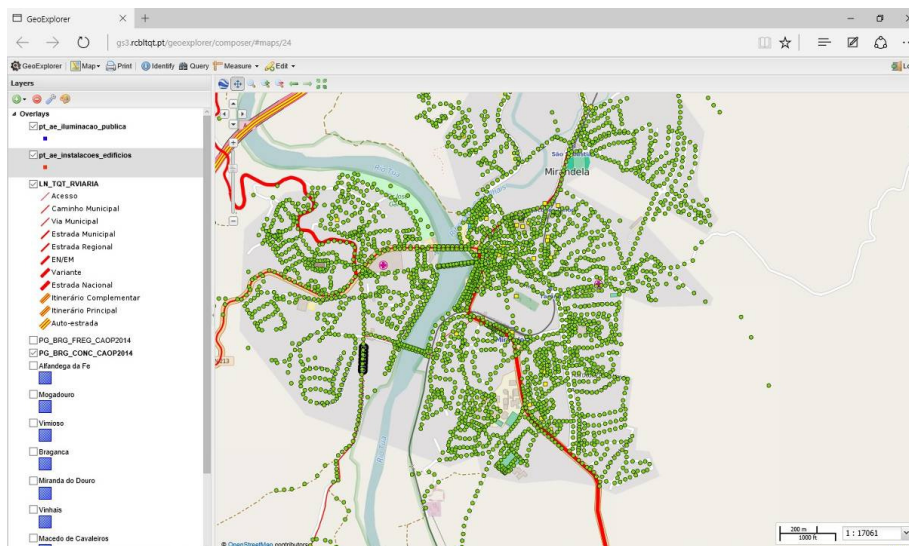 GeoExplorer
gs3.rcbltqt.pt/geoexplorer/composer/#maps/24
GeoExplorer Map Print Identify Query Measure Edit
Layers
Overlays
pt_ae_iluminacao_publica
pt_ae_instalacoes_edificios
LN_TQT_RVIARIA
Acesso
Caminho Municipal
Via Municipal
Estrada Municipal
Estrada Regional
EN/EM
Variante
Estrada Nacional
Itinerário Complementar
Itinerário Principal
Auto-estrada
PG_BRG_FREG_CAOP2014
PG_BRG_CONC_CAOP2014
Alfandega da Fe
Mogadouro
Vimioso
Braganca
Miranda do Douro
Vinhais
Macedo de Cavaleiros
Mirandela
© OpenStreetMap contributors
200 m
1000 ft
1 : 17061